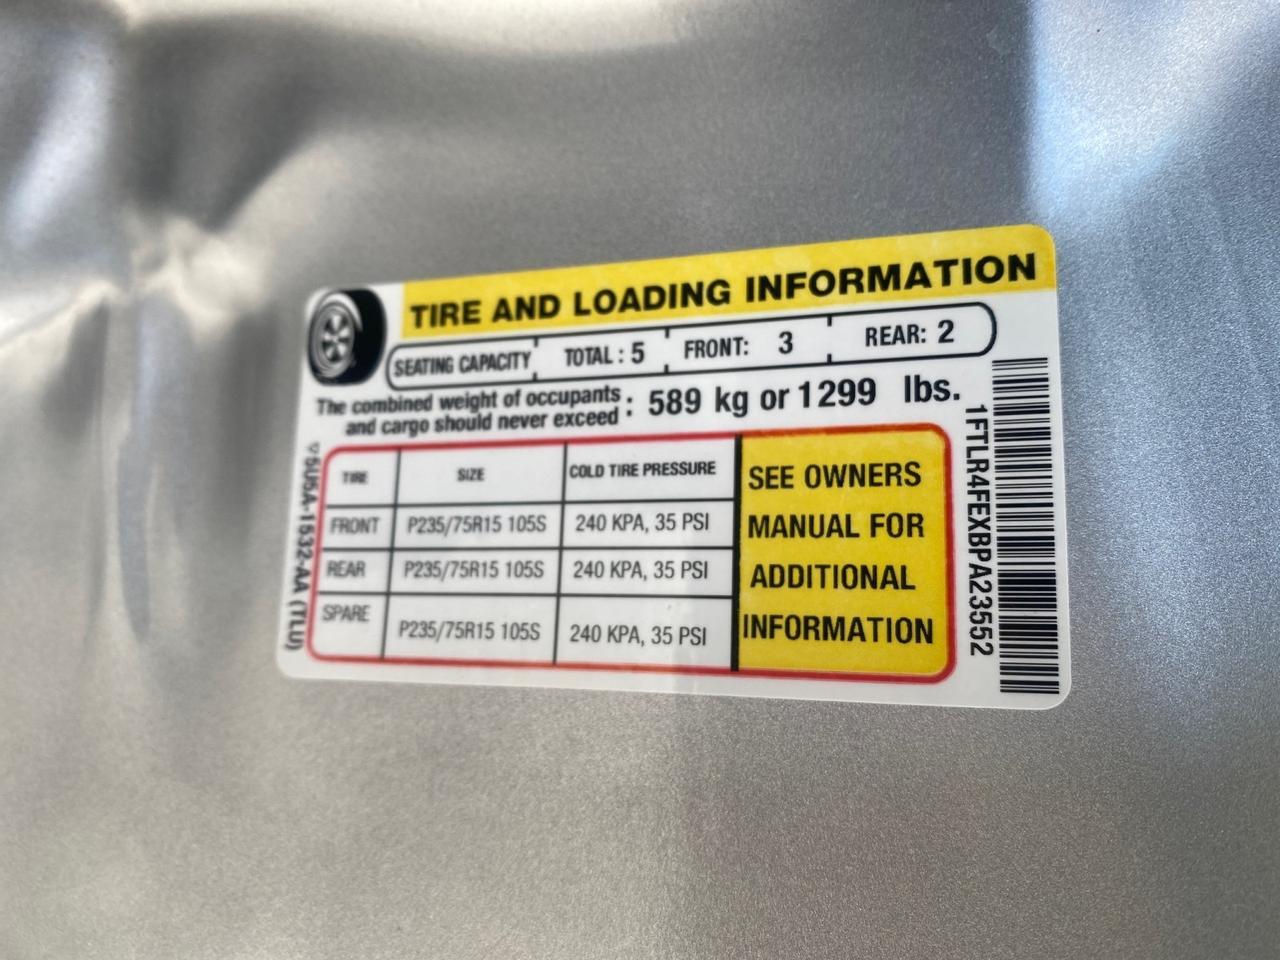 TIRE AND LOADING INFORMATION
SEATING CAPACITY TOTAL : 5 FRONT: 3 REAR: 2
The combined weight of occupants
and cargo should never exceed : 589 kg or 1299 lbs.
TIRE SIZE COLD TIRE PRESSURE
FRONT P235/75R15 105S 240 KPA, 35 PSI
REAR P235/75R15 105S 240 KPA, 35 PSI
SPARE P235/75R15 105S 240 KPA, 35 PSI
SEE OWNERS
MANUAL FOR
ADDITIONAL
INFORMATION
1FTLR4FEXBPA23552
5U5A-1532-AA (TLU)